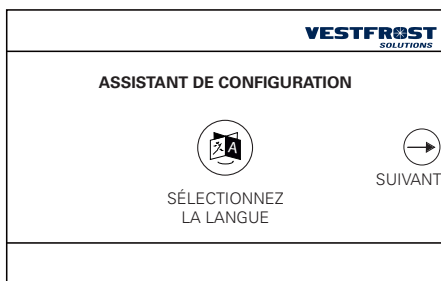 VESTFROST
SOLUTIONS
ASSISTANT DE CONFIGURATION
SÉLECTIONNEZ
LA LANGUE
SUIVANT